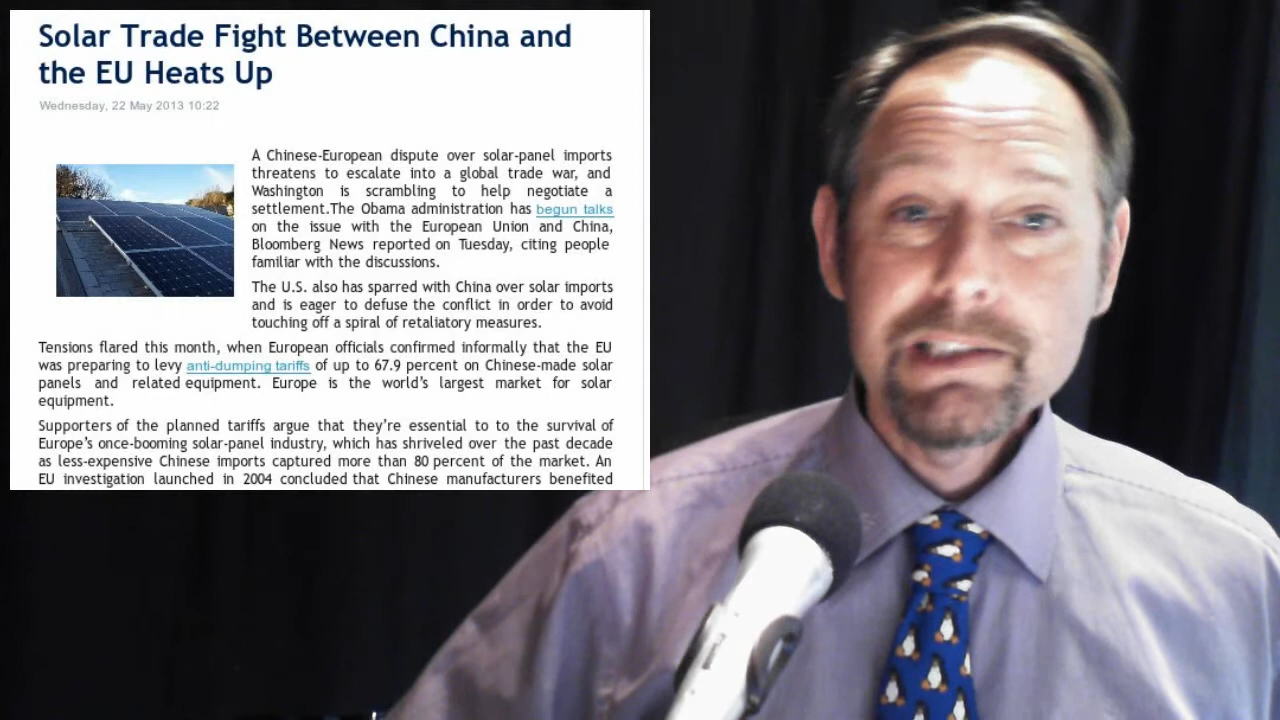 Solar Trade Fight Between China and
the EU Heats Up
Wednesday, 22 May 2013 10:22
A Chinese-European dispute over solar-panel imports
threatens to escalate into a global trade war, and
Washington is scrambling to help negotiate a
settlement.The Obama administration has begun talks
on the issue with the European Union and China,
Bloomberg News reported on Tuesday, citing people
familiar with the discussions.
The U.S. also has sparred with China over solar imports
and is eager to defuse the conflict in order to avoid
touching off a spiral of retaliatory measures.
Tensions flared this month, when European officials confirmed informally that the EU
was preparing to levy anti-dumping tariffs of up to 67.9 percent on Chinese-made solar
panels and related equipment. Europe is the world's largest market for solar
equipment.
Supporters of the planned tariffs argue that they're essential to to the survival of
Europe's once-booming solar-panel industry, which has shriveled over the past decade
as less-expensive Chinese imports captured more than 80 percent of the market. An
EU investigation launched in 2004 concluded that Chinese manufacturers benefited